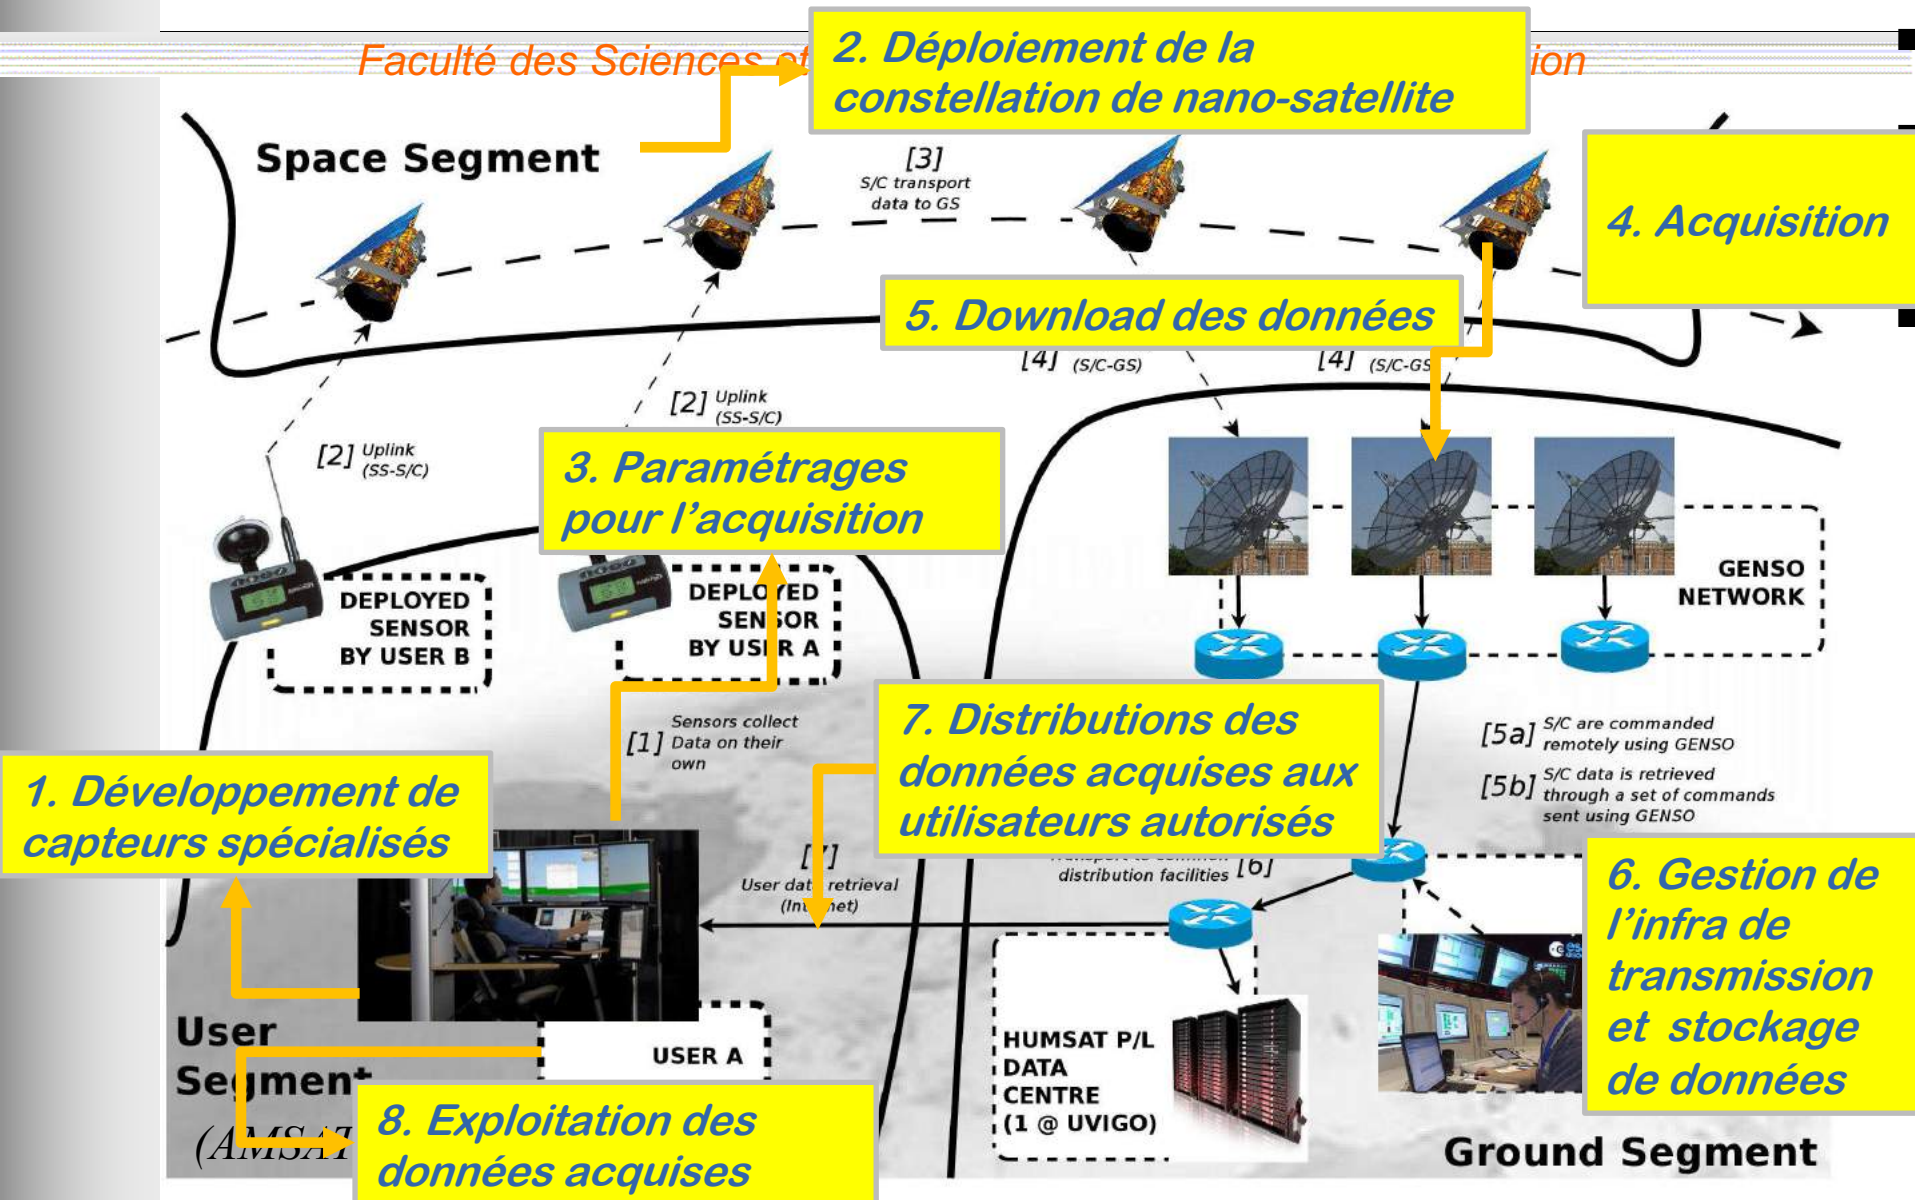 Faculté des Sciences et
ion
2. Déploiement de la
constellation de nano-satellite
Space Segment
[3]
S/C transport
data to GS
4. Acquisition
5. Download des données
[4] (S/C-GS)
[4] (S/C-GS
[2] Uplink
(SS-S/C)
[2] Uplink
(SS-S/C)
3. Paramétrages
pour l'acquisition
DEPLOYED
SENSOR
BY USER B
DEPLOYED
SENSOR
BY USER A
GENSO
NETWORK
[1] Sensors collect
Data on their
own
7. Distributions des
données acquises aux
utilisateurs autorisés
[5a] S/C are commanded
remotely using GENSO
[5b] S/C data is retrieved
through a set of commands
sent using GENSO
1. Développement de
capteurs spécialisés
[7]
User data retrieval
(Internet)
distribution facilities [6]
6. Gestion de
l'infra de
transmission
et stockage
de données
User
Segment
USER A
HUMSAT P/L
DATA
CENTRE
(1 @ UVIGO)
(AMSAT
8. Exploitation des
données acquises
Ground Segment